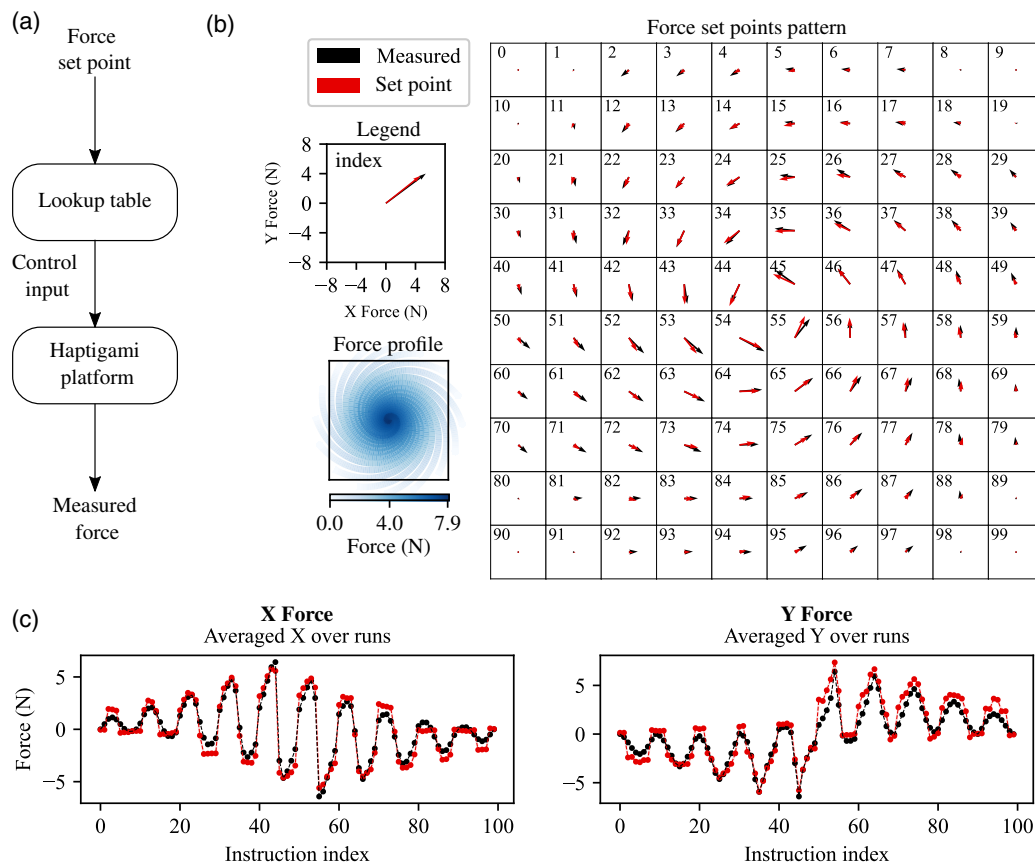 (a)
Force
set point
Lookup table
Control
input
Haptigami
platform
Measured
force
(b)
Measured
Set point
Legend
index
8
4
0
−4
−8
Y Force (N)
−8 −4 0 4 8
X Force (N)
Force profile
0.0 4.0 7.9
Force (N)
Force set points pattern
0 1 2 3 4 5 6 7 8 9
10 11 12 13 14 15 16 17 18 19
20 21 22 23 24 25 26 27 28 29
30 31 32 33 34 35 36 37 38 39
40 41 42 43 44 45 46 47 48 49
50 51 52 53 54 55 56 57 58 59
60 61 62 63 64 65 66 67 68 69
70 71 72 73 74 75 76 77 78 79
80 81 82 83 84 85 86 87 88 89
90 91 92 93 94 95 96 97 98 99
(c)
X Force
Averaged X over runs
5
0
−5
Force (N)
0 20 40 60 80 100
Instruction index
Y Force
Averaged Y over runs
5
0
−5
0 20 40 60 80 100
Instruction index